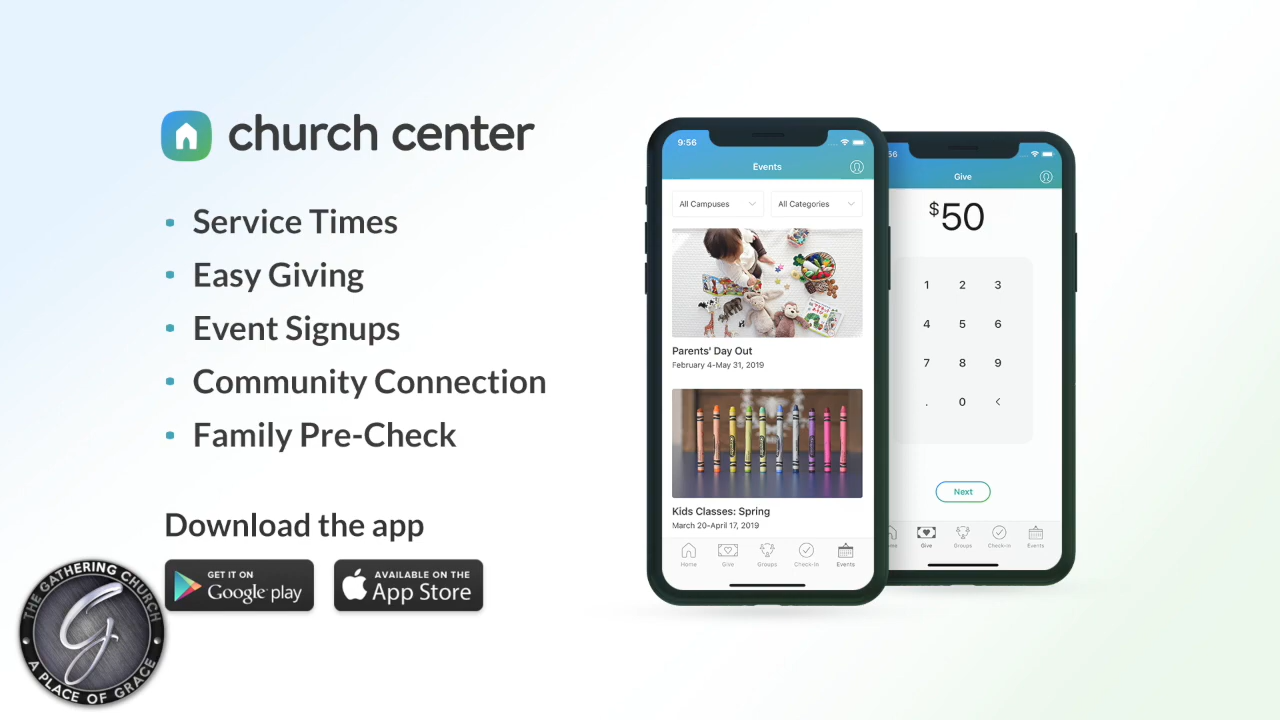 church center
Service Times
Easy Giving
Event Signups
Community Connection
Family Pre-Check
Download the app
GET IT ON
Google play
AVAILABLE ON THE
App Store
THE GATHERING CHURCH
G
A PLACE OF GRACE
9:56
Events
All Campuses
All Categories
Parents' Day Out
February 4-May 31, 2019
Kids Classes: Spring
March 20-April 17, 2019
Home Give Groups Check-In Events
56
Give
$50
1 2 3
4 5 6
7 8 9
. 0 <
Next
Give Groups Check-In Events